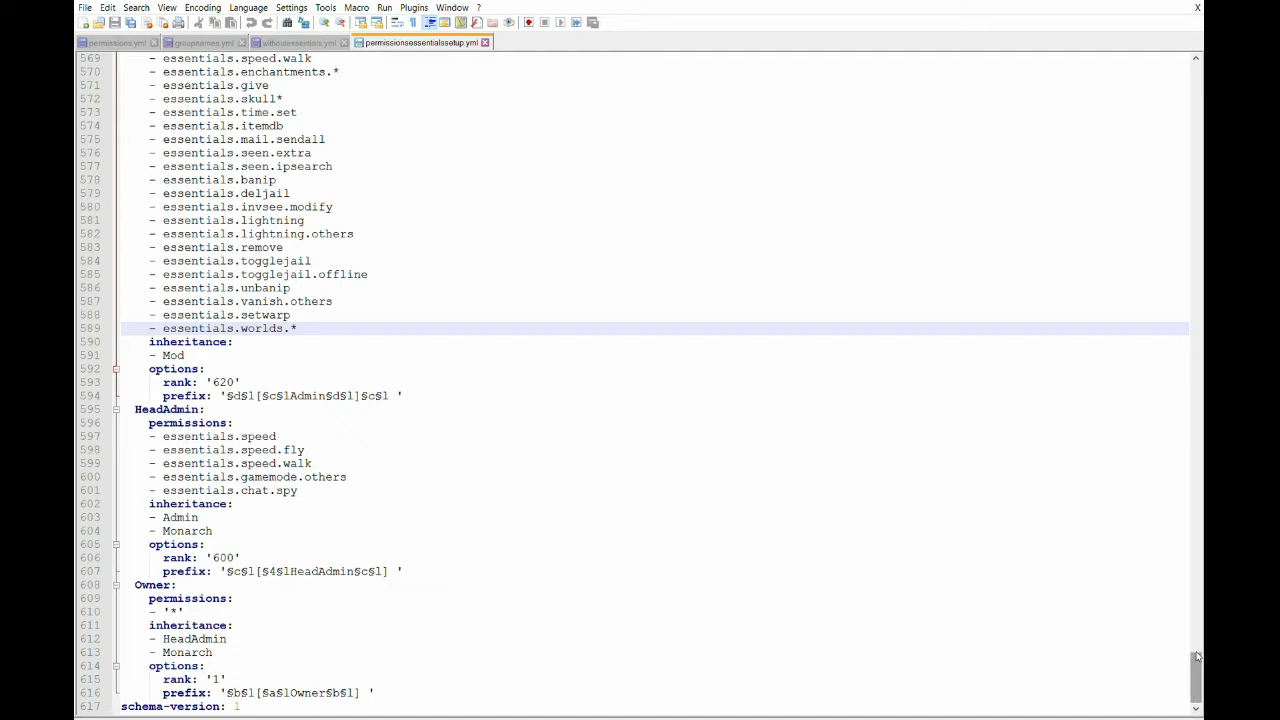 File Edit Search View Encoding Language Settings Tools Macro Run Plugins Window ? X
permissions.yml groupnames.yml withoutessentials.yml permissionsessentialssetup.yml
569 - essentials.speed.walk
570 - essentials.enchantments.*
571 - essentials.give
572 - essentials.skull*
573 - essentials.time.set
574 - essentials.itemdb
575 - essentials.mail.sendall
576 - essentials.seen.extra
577 - essentials.seen.ipsearch
578 - essentials.banip
579 - essentials.deljail
580 - essentials.invsee.modify
581 - essentials.lightning
582 - essentials.lightning.others
583 - essentials.remove
584 - essentials.togglejail
585 - essentials.togglejail.offline
586 - essentials.unbanip
587 - essentials.vanish.others
588 - essentials.setwarp
589 - essentials.worlds.*
590 inheritance:
591 - Mod
592 options:
593 rank: '620'
594 prefix: '§d§l[§c§lAdmin§d§l]§c§l '
595 HeadAdmin:
596 permissions:
597 - essentials.speed
598 - essentials.speed.fly
599 - essentials.speed.walk
600 - essentials.gamemode.others
601 - essentials.chat.spy
602 inheritance:
603 - Admin
604 - Monarch
605 options:
606 rank: '600'
607 prefix: '§c§l[§4§lHeadAdmin§c§l] '
608 Owner:
609 permissions:
610 - '*'
611 inheritance:
612 - HeadAdmin
613 - Monarch
614 options:
615 rank: '1'
616 prefix: '§b§l[§a§lOwner§b§l] '
617 schema-version: 1